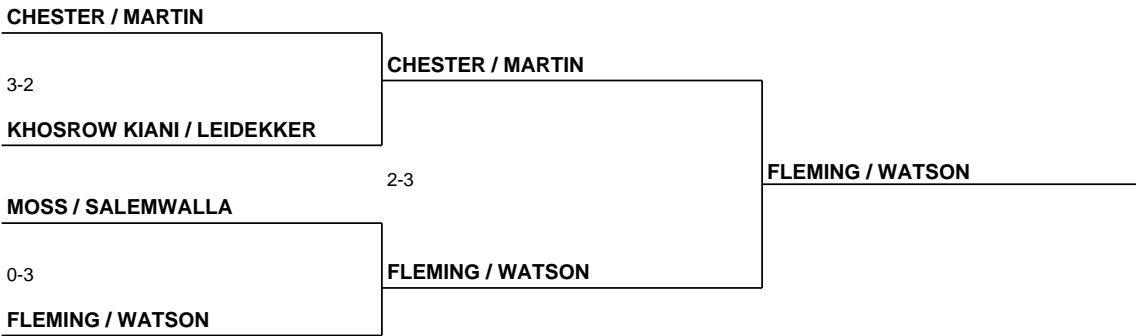 CHESTER / MARTIN
3-2
KHOSROW KIANI / LEIDEKKER
MOSS / SALEMWALLA
0-3
FLEMING / WATSON
CHESTER / MARTIN
2-3
FLEMING / WATSON
FLEMING / WATSON